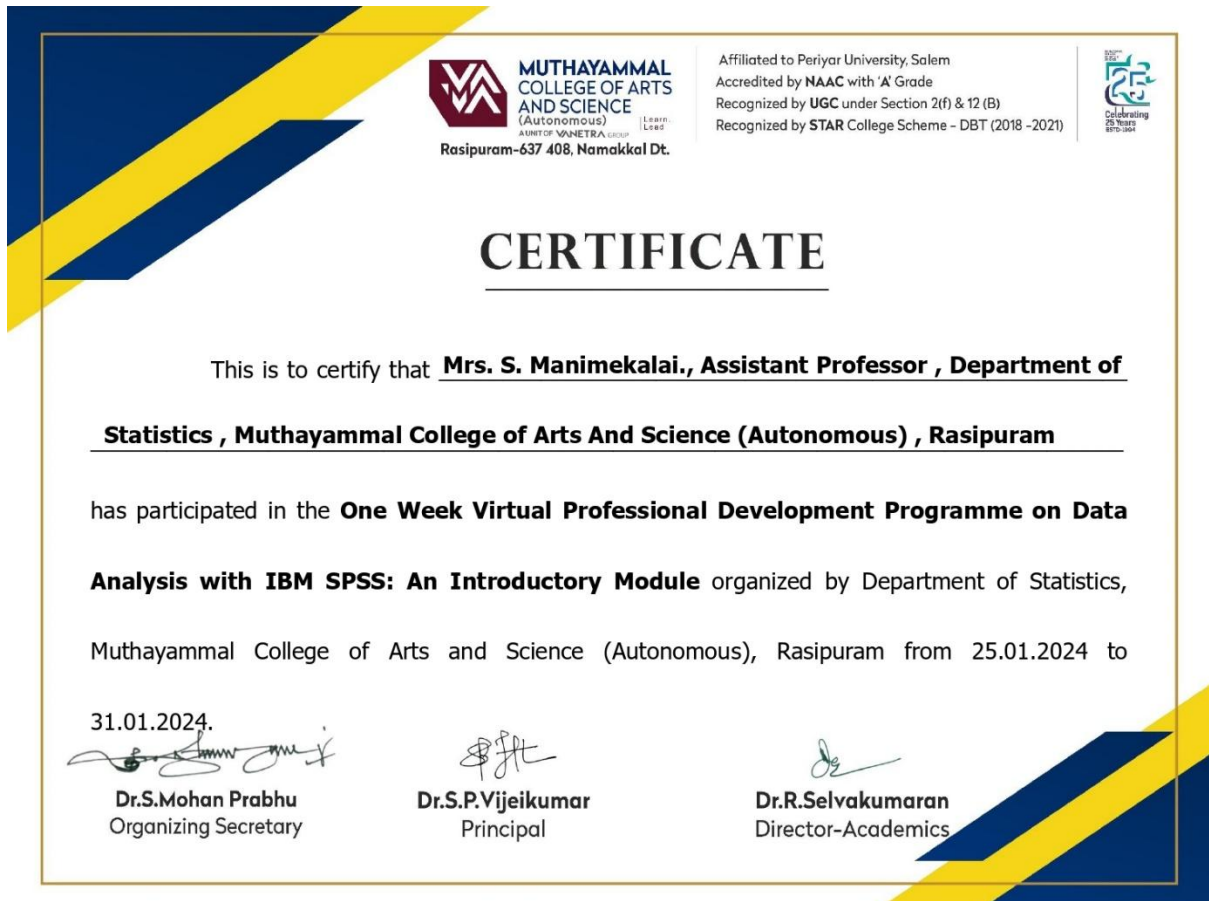 MUTHAYAMMAL
COLLEGE OF ARTS
AND SCIENCE
(Autonomous)
Learn.
Lead
A UNIT OF VANETRA GROUP
Rasipuram-637 408, Namakkal Dt.
Affiliated to Periyar University, Salem
Accredited by NAAC with 'A' Grade
Recognized by UGC under Section 2(f) & 12 (B)
Recognized by STAR College Scheme - DBT (2018 -2021)
Celebrating
25 Years
CERTIFICATE
This is to certify that Mrs. S. Manimekalai., Assistant Professor , Department of
Statistics , Muthayammal College of Arts And Science (Autonomous) , Rasipuram
has participated in the One Week Virtual Professional Development Programme on Data
Analysis with IBM SPSS: An Introductory Module organized by Department of Statistics,
Muthayammal College of Arts and Science (Autonomous), Rasipuram from 25.01.2024 to
31.01.2024.
Dr.S.Mohan Prabhu
Organizing Secretary
Dr.S.P.Vijeikumar
Principal
Dr.R.Selvakumaran
Director-Academics